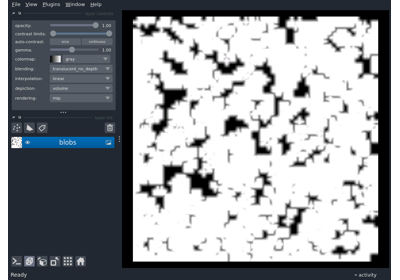 File View Plugins Window Help
opacity: 1.00
contrast limits:
auto-contrast: once continuous
gamma: 1.00
colormap: gray
blending: translucent_no_depth
interpolation: linear
depiction: volume
rendering: mip
blobs
Ready
activity